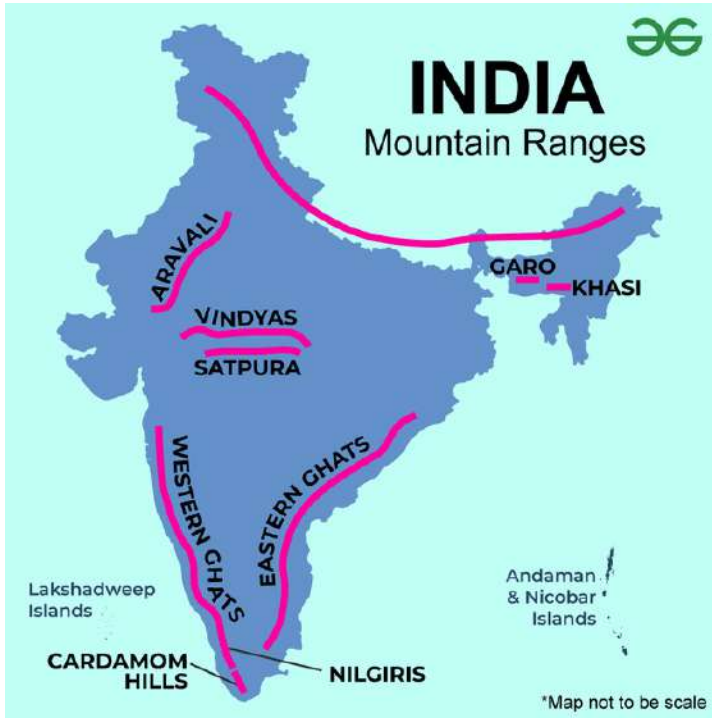 INDIA
Mountain Ranges
ARAVALI
GARO
KHASI
VINDYAS
SATPURA
WESTERN GHATS
EASTERN GHATS
Lakshadweep
Islands
Andaman
& Nicobar
Islands
CARDAMOM
HILLS
NILGIRIS
*Map not to be scale